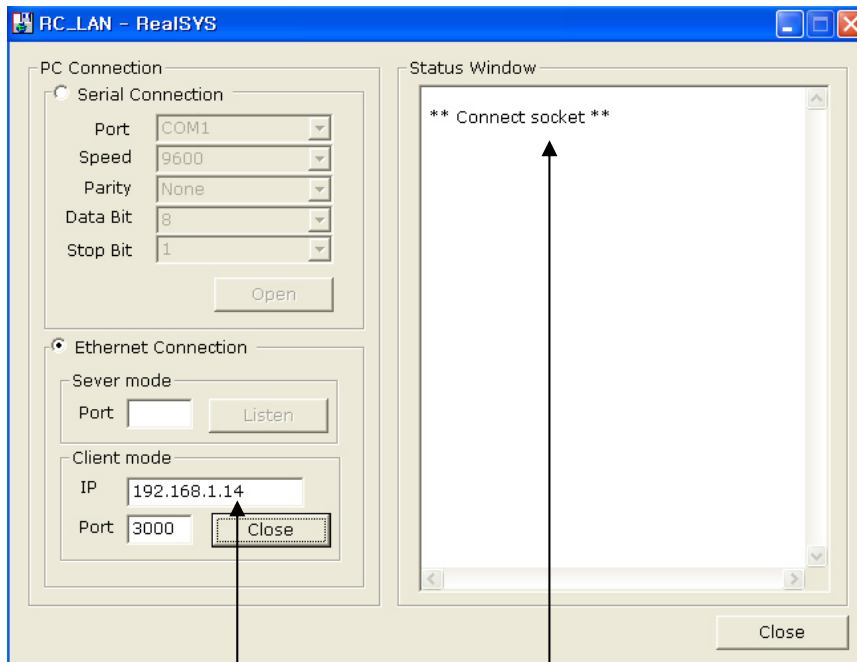 RC_LAN - RealSYS
PC Connection
Serial Connection
Port COM1
Speed 9600
Parity None
Data Bit 8
Stop Bit 1
Open
Ethernet Connection
Sever mode
Port Listen
Client mode
IP 192.168.1.14
Port 3000 Close
Status Window
** Connect socket **
Close